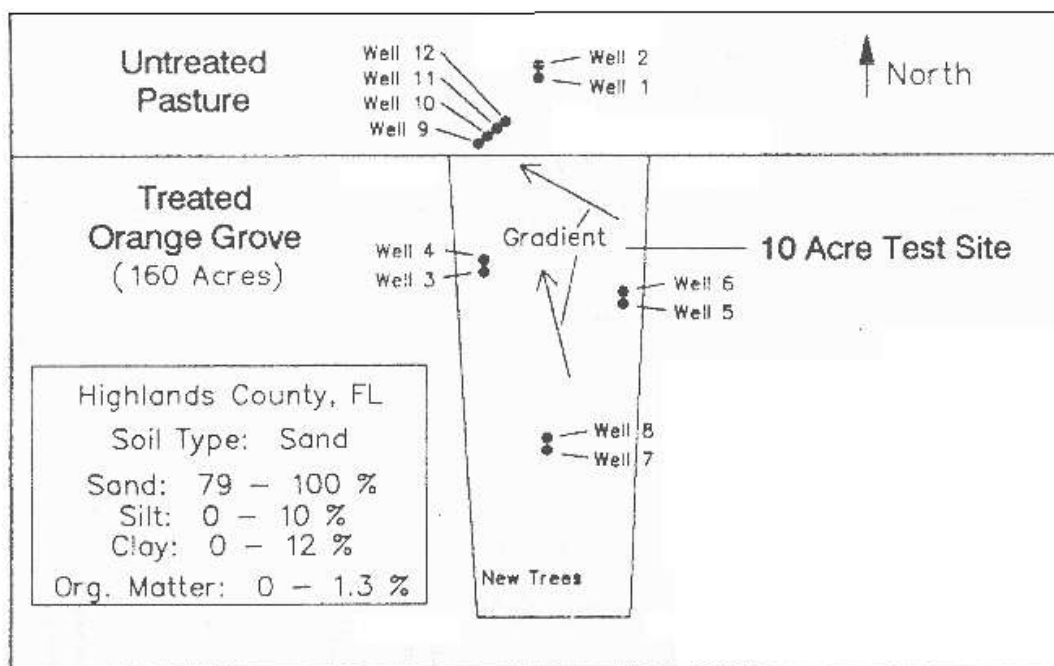 Untreated
Pasture
Well 12
Well 11
Well 10
Well 9
Well 2
Well 1
North
Treated
Orange Grove
(160 Acres)
Well 4
Well 3
Gradient
10 Acre Test Site
Well 6
Well 5
Highlands County, FL
Soil Type: Sand
Sand: 79 – 100 %
Silt: 0 – 10 %
Clay: 0 – 12 %
Org. Matter: 0 – 1.3 %
Well 8
Well 7
New Trees